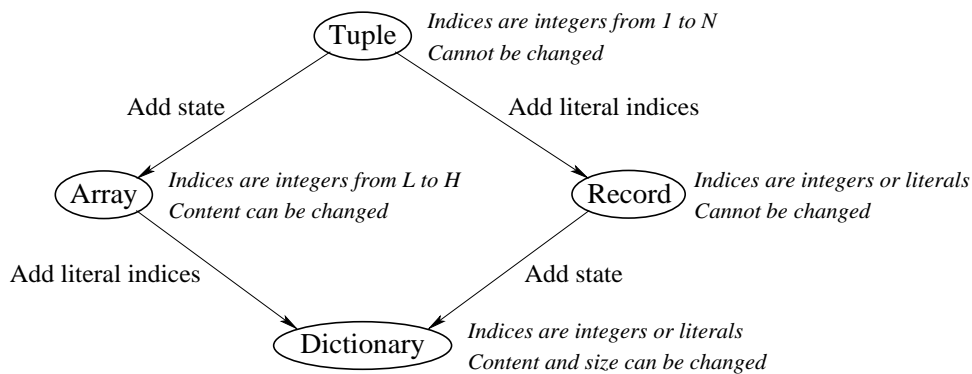 Tuple
Indices are integers from 1 to N
Cannot be changed
Add state
Add literal indices
Array
Indices are integers from L to H
Content can be changed
Record
Indices are integers or literals
Cannot be changed
Add literal indices
Add state
Dictionary
Indices are integers or literals
Content and size can be changed